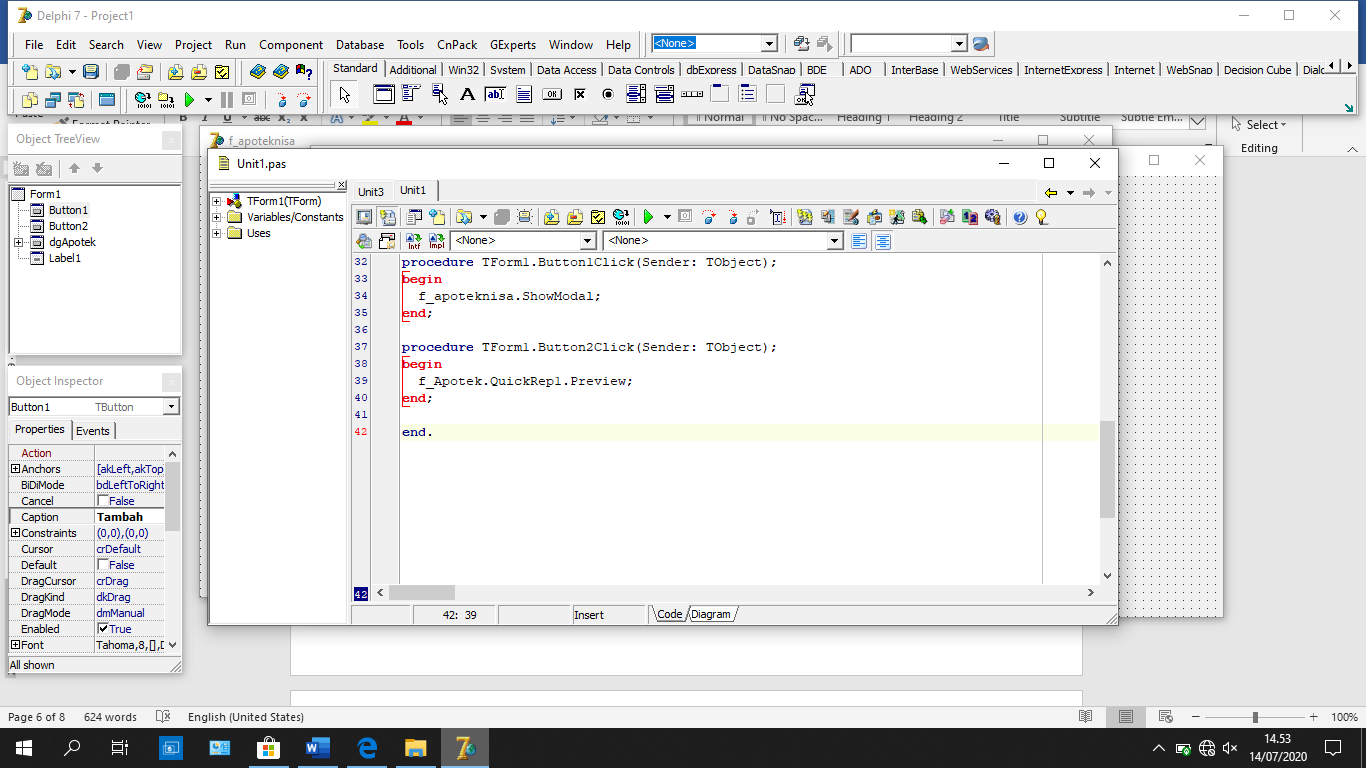 Delphi 7 - Project1
File Edit Search View Project Run Component Database Tools CnPack GExperts Window Help
<None>
Standard Additional Win32 System Data Access Data Controls dbExpress DataSnap BDE ADO InterBase WebServices InternetExpress Internet WebSnap Decision Cube
Normal No Spac... Heading 1 Heading 2 Title Subtitle Subtle Em...
Select
Editing
Object TreeView
Form1
Button1
Button2
dgApotek
Label1
Object Inspector
Button1 TButton
Properties Events
Action
Anchors [akLeft,akTop
BiDiMode bdLeftToRight
Cancel False
Caption Tambah
Constraints (0,0),(0,0)
Cursor crDefault
Default False
DragCursor crDrag
DragKind dkDrag
DragMode dmManual
Enabled True
Font Tahoma,8,[],
All shown
f_apoteknisa
Unit1.pas
TForm1(TForm)
Variables/Constants
Uses
Unit3 Unit1
Intf Impl <None> <None>
32 procedure TForm1.Button1Click(Sender: TObject);
33 begin
34 f_apoteknisa.ShowModal;
35 end;
36
37 procedure TForm1.Button2Click(Sender: TObject);
38 begin
39 f_Apotek.QuickRep1.Preview;
40 end;
41
42 end.
42
42: 39 Insert Code Diagram
Page 6 of 8 624 words English (United States) 100%
14.53
14/07/2020